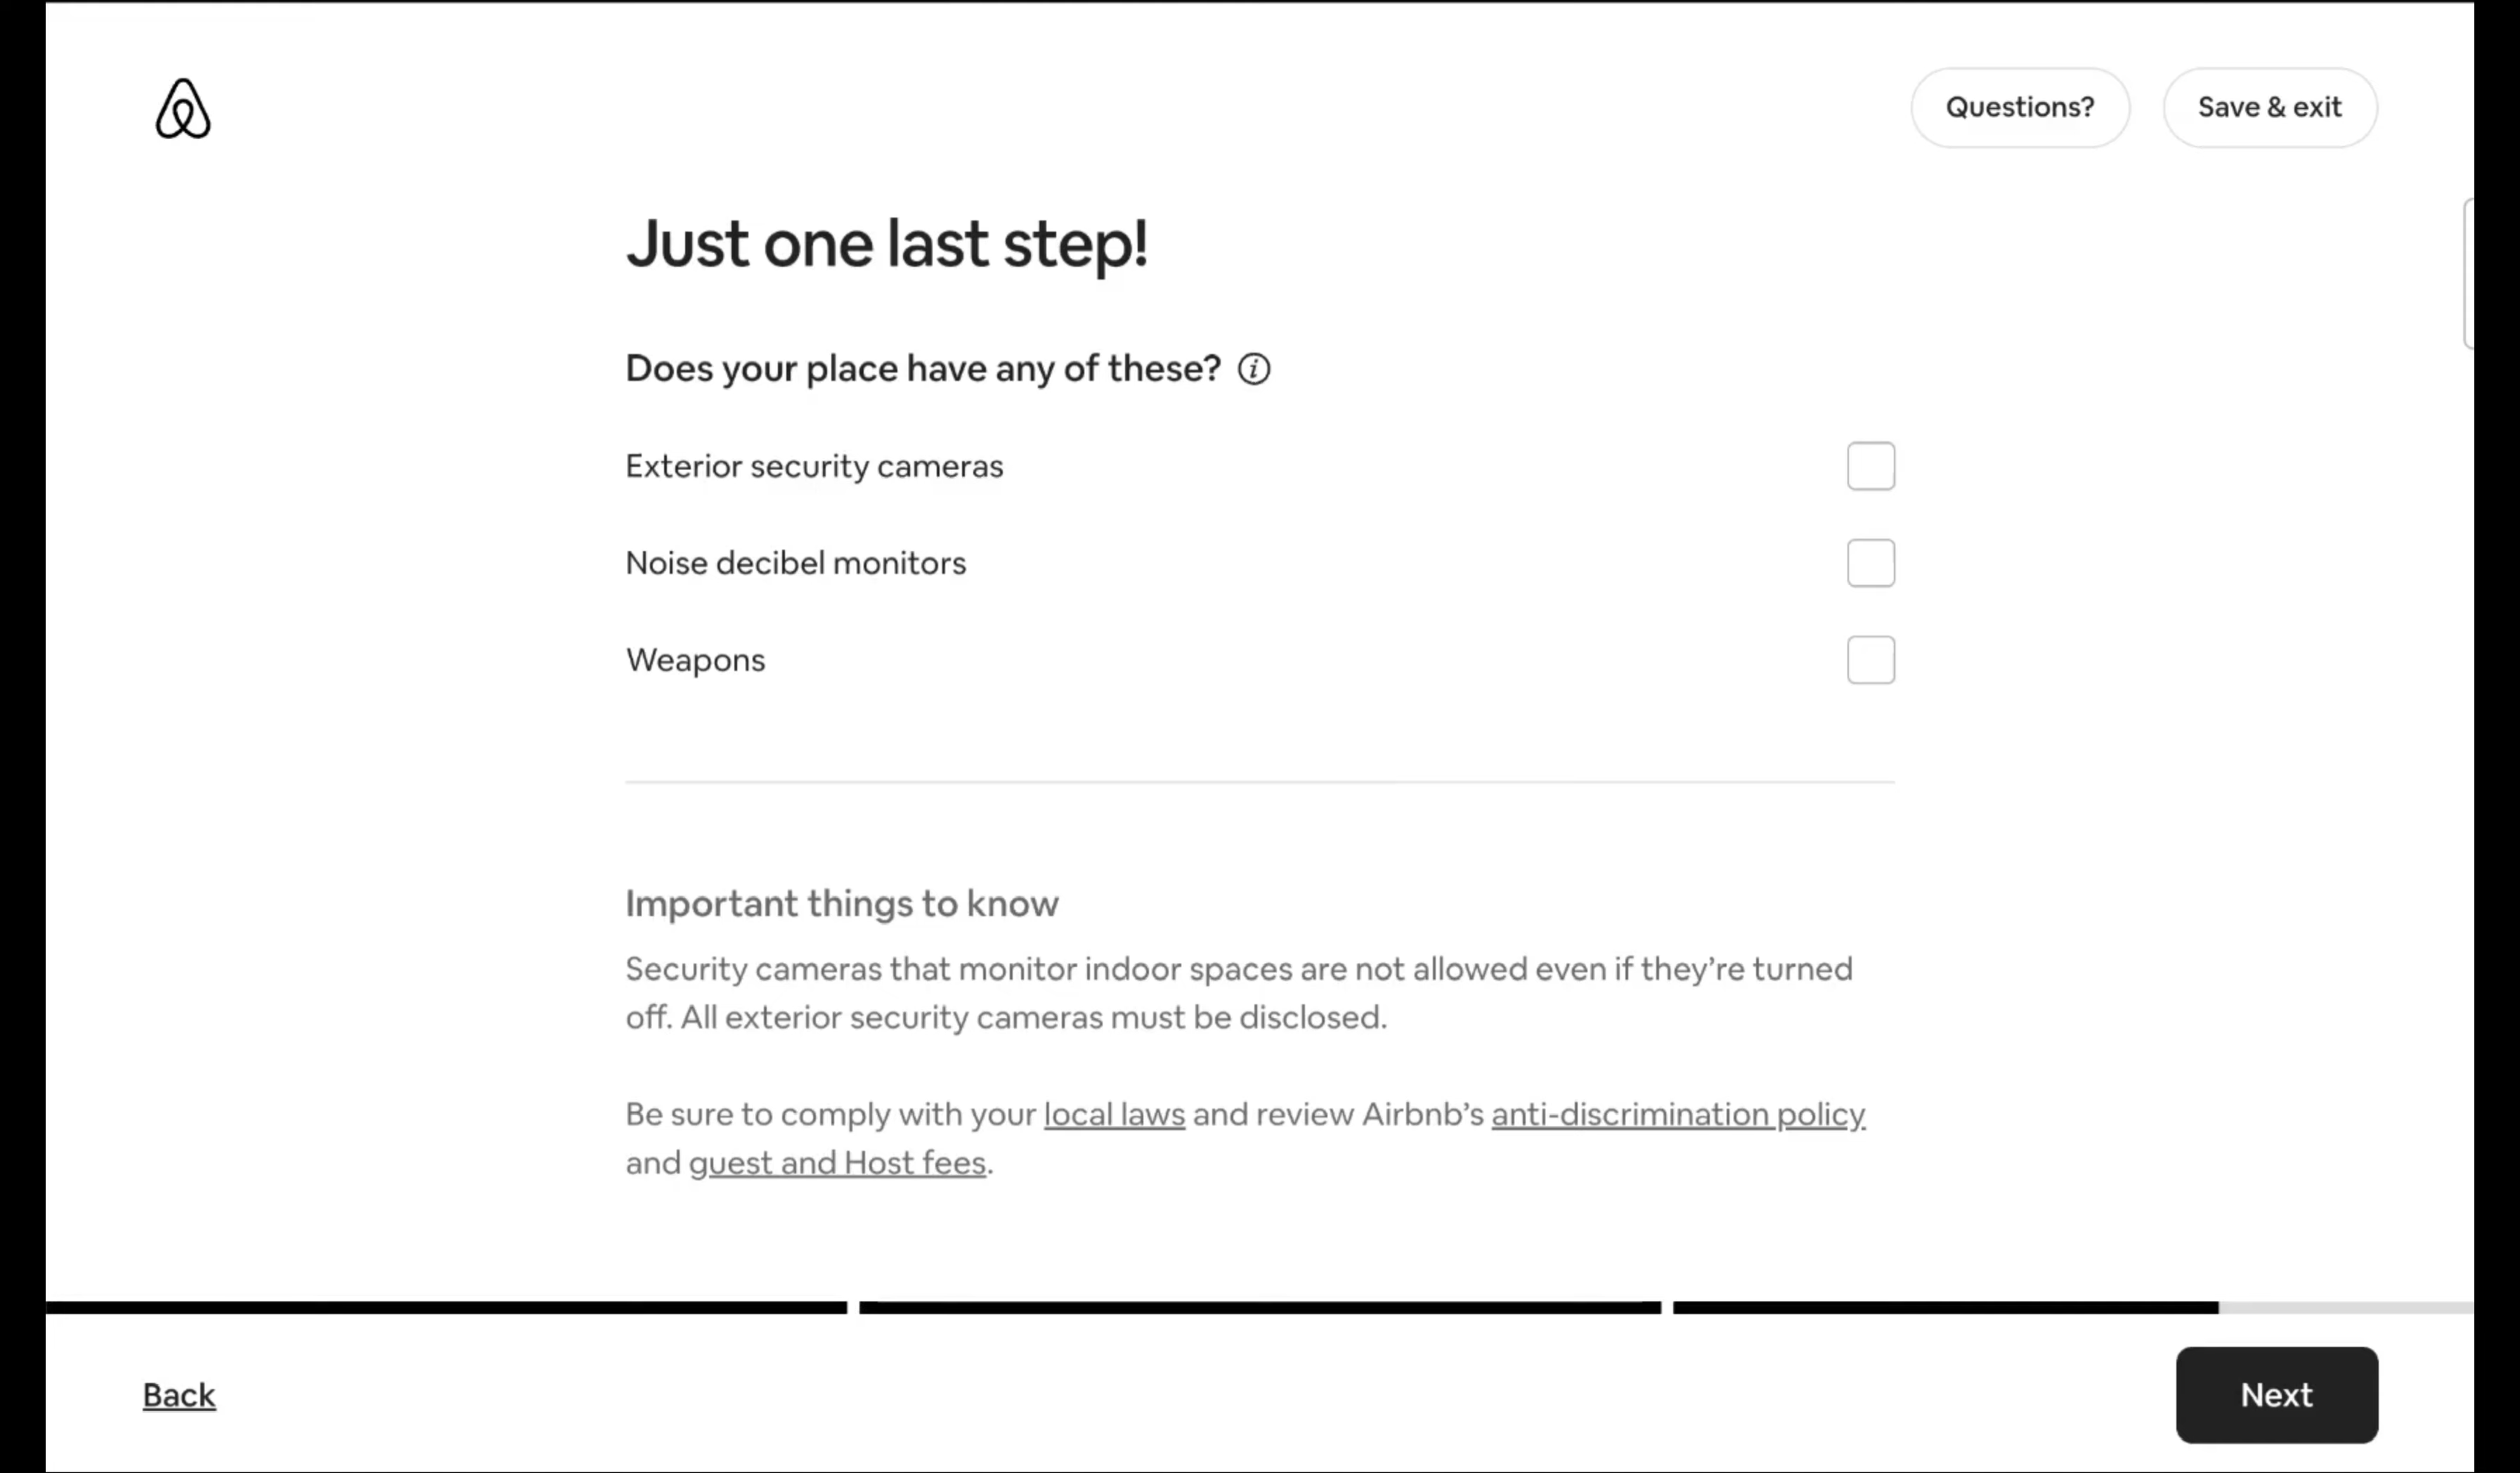 Questions?
Save & exit
Just one last step!
Does your place have any of these?
Exterior security cameras
Noise decibel monitors
Weapons
Important things to know
Security cameras that monitor indoor spaces are not allowed even if they’re turned
off. All exterior security cameras must be disclosed.
Be sure to comply with your local laws and review Airbnb’s anti-discrimination policy
and guest and Host fees.
Back
Next